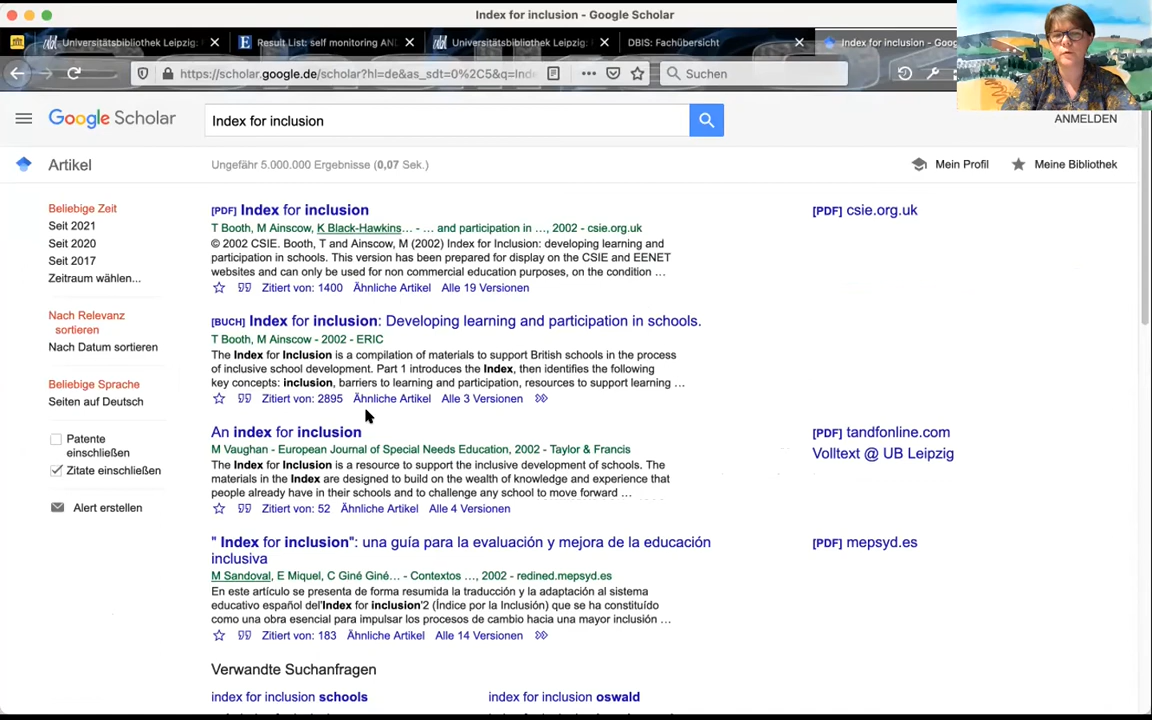 Index for inclusion - Google Scholar
Universitätsbibliothek Leipzig:
Result List: self monitoring AN
Universitätsbibliothek Leipzig:
DBIS: Fachübersicht
Index for inclusion - Goog
https://scholar.google.de/scholar?hl=de&as_sdt=0%2C5&q=Inde
Suchen
Google Scholar
Index for inclusion
ANMELDEN
Artikel
Ungefähr 5.000.000 Ergebnisse (0,07 Sek.)
Mein Profil
Meine Bibliothek
Beliebige Zeit
Seit 2021
Seit 2020
Seit 2017
Zeitraum wählen...
Nach Relevanz
sortieren
Nach Datum sortieren
Beliebige Sprache
Seiten auf Deutsch
Patente
einschließen
Zitate einschließen
Alert erstellen
[PDF] Index for inclusion
T Booth, M Ainscow, K Black-Hawkins... - … and participation in …, 2002 - csie.org.uk
© 2002 CSIE. Booth, T and Ainscow, M (2002) Index for Inclusion: developing learning and
participation in schools. This version has been prepared for display on the CSIE and EENET
websites and can only be used for non commercial education purposes, on the condition …
Zitiert von: 1400 Ähnliche Artikel Alle 19 Versionen
[PDF] csie.org.uk
[BUCH] Index for inclusion: Developing learning and participation in schools.
T Booth, M Ainscow - 2002 - ERIC
The Index for Inclusion is a compilation of materials to support British schools in the process
of inclusive school development. Part 1 introduces the Index, then identifies the following
key concepts: inclusion, barriers to learning and participation, resources to support learning …
Zitiert von: 2895 Ähnliche Artikel Alle 3 Versionen
An index for inclusion
M Vaughan - European Journal of Special Needs Education, 2002 - Taylor & Francis
The Index for Inclusion is a resource to support the inclusive development of schools. The
materials in the Index are designed to build on the wealth of knowledge and experience that
people already have in their schools and to challenge any school to move forward …
Zitiert von: 52 Ähnliche Artikel Alle 4 Versionen
[PDF] tandfonline.com
Volltext @ UB Leipzig
" Index for inclusion": una guía para la evaluación y mejora de la educación
inclusiva
M Sandoval, E Miquel, C Giné Giné... - Contextos …, 2002 - redined.mepsyd.es
En este artículo se presenta de forma resumida la traducción y la adaptación al sistema
educativo español del'Index for inclusion'2 (Índice por la Inclusión) que se ha constituído
como una obra esencial para impulsar los procesos de cambio hacia una mayor inclusión …
Zitiert von: 183 Ähnliche Artikel Alle 14 Versionen
[PDF] mepsyd.es
Verwandte Suchanfragen
index for inclusion schools
index for inclusion oswald